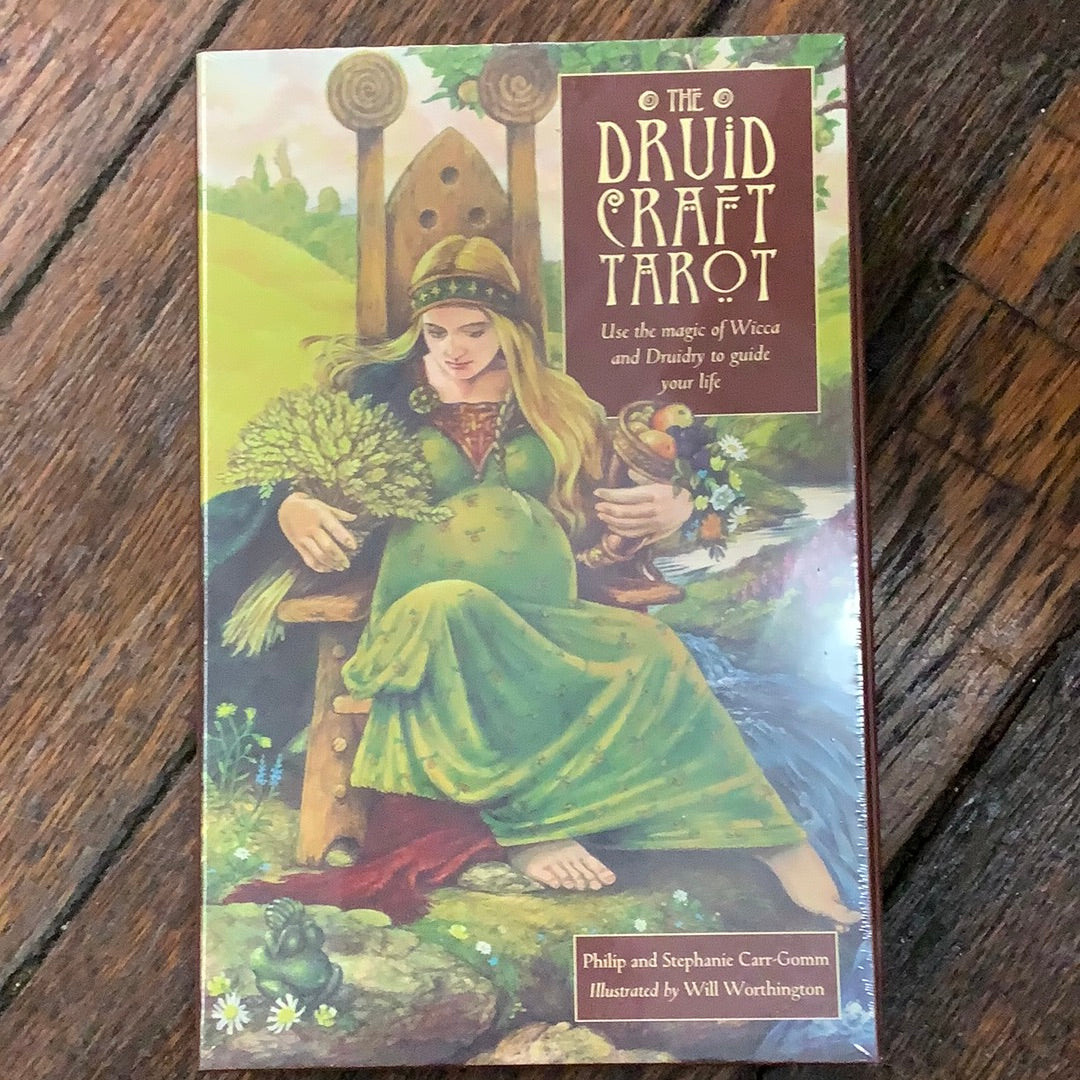 THE
DRUID
CRAFT
TAROT
Use the magic of Wicca
and Druidry to guide
your life
Philip and Stephanie Carr-Gomm
Illustrated by Will Worthington